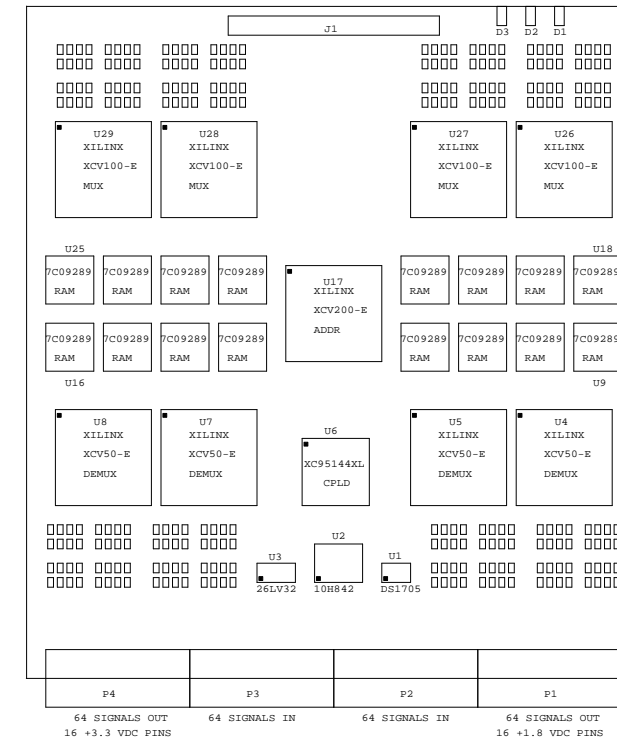 J1
D3 D2 D1
U29 U28 U27 U26
XILINX XILINX XILINX XILINX
XCV100-E XCV100-E XCV100-E XCV100-E
MUX MUX MUX MUX
U25 U18
7C09289 7C09289 7C09289 7C09289 7C09289 7C09289 7C09289 7C09289
RAM RAM RAM RAM RAM RAM RAM RAM
U17
XILINX
XCV200-E
ADDR
7C09289 7C09289 7C09289 7C09289 7C09289 7C09289 7C09289 7C09289
RAM RAM RAM RAM RAM RAM RAM RAM
U16 U9
U8 U7 U5 U4
XILINX XILINX XILINX XILINX
XCV50-E XCV50-E XCV50-E XCV50-E
DEMUX DEMUX DEMUX DEMUX
U6
XC95144XL
CPLD
U3 U2 U1
26LV32 10H842 DS1705
P4 P3 P2 P1
64 SIGNALS OUT 64 SIGNALS IN 64 SIGNALS IN 64 SIGNALS OUT
16 +3.3 VDC PINS 16 +1.8 VDC PINS